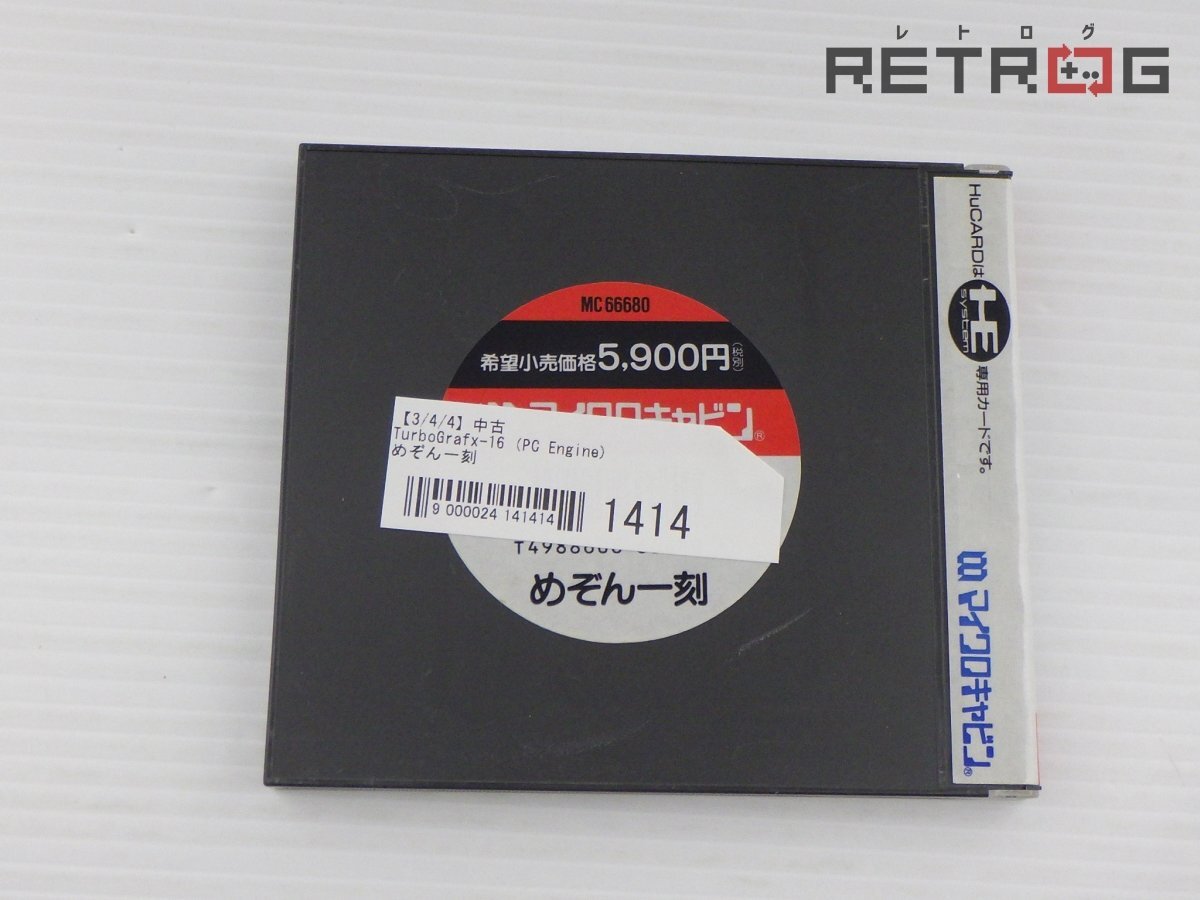 レトログ
RETROG
MC66680
希望小売価格5,900円(税別)
マイクロキャビン®
【3/4/4】中古
TurboGrafx-16 (PC Engine)
めぞん一刻
9 000024 141414
1414
めぞん一刻
HuCARDは
HE
system
専用カードです。
マイクロキャビン®